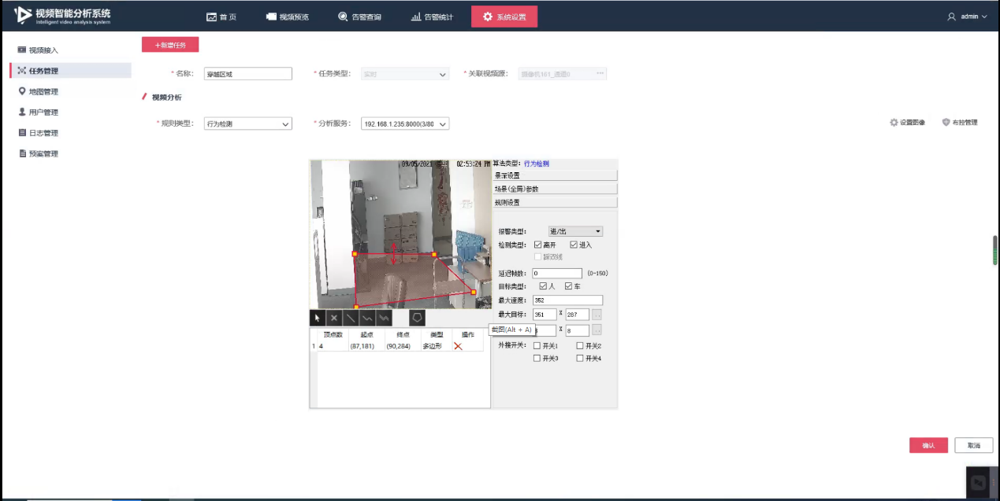 视频智能分析系统
Intelligent video analysis system
首 页
视频预览
告警查询
告警统计
系统设置
admin
视频接入
任务管理
地图管理
用户管理
日志管理
预案管理
+新增任务
* 名称: 穿越区域
* 任务类型: 实时
* 关联视频源: 摄像机161_通道0 ...
视频分析
* 规则类型: 行为检测
* 分析服务: 192.168.1.235:8000(3/80
设置图像
布控管理
09/05/2021
02:53:24 PM
算法类型: 行为检测
景深设置
场景(全局)参数
规则设置
报警类型: 进/出
检测类型: 离开 进入
延迟帧数: 0 (0-150)
目标类型: 人 车
最大速度: 352
最大目标: 351 X 287 ..
截图(Alt + A)
X 8 ..
外接开关: 开关1 开关2
开关3 开关4
顶点数 起点 终点 类型 操作
1 4 (87,181) (90,284) 多边形
确认
取消